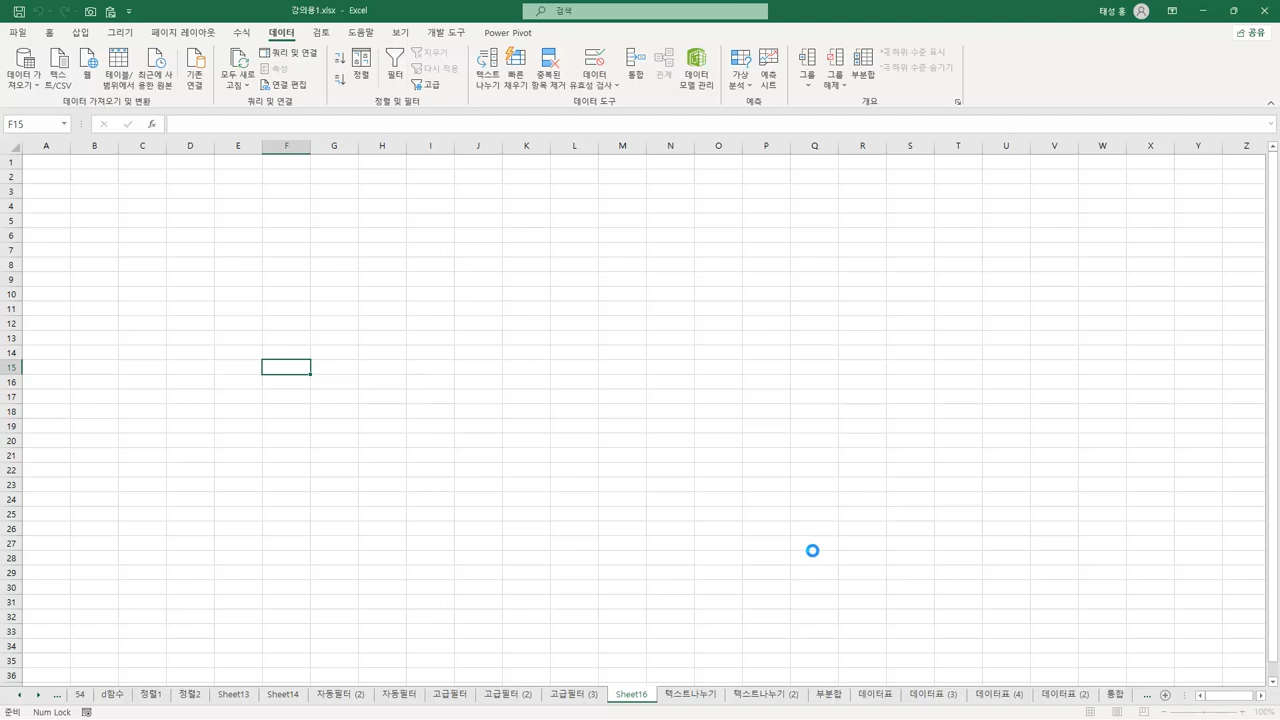 강의용1.xlsx - Excel
검색
태성 홍
파일 홈 삽입 그리기 페이지 레이아웃 수식 데이터 검토 도움말 보기 개발 도구 Power Pivot
공유
데이터 가져오기 텍스트/CSV 웹 테이블/범위에서 최근에 사용한 원본 기존 연결
모두 새로 고침 쿼리 및 연결 속성 연결 편집
정렬 필터 지우기 다시 적용 고급
텍스트 나누기 빠른 채우기 중복된 항목 제거 데이터 유효성 검사 통합 관계 데이터 모델 관리
가상 분석 예측 시트
그룹 그룹 해제 부분합 하위 수준 표시 하위 수준 숨기기
데이터 가져오기 및 변환 쿼리 및 연결 정렬 및 필터 데이터 도구 예측 개요
F15 fx
A B C D E F G H I J K L M N O P Q R S T U V W X Y Z
1
2
3
4
5
6
7
8
9
10
11
12
13
14
15
16
17
18
19
20
21
22
23
24
25
26
27
28
29
30
31
32
33
34
35
36
... 54 d함수 정렬1 정렬2 Sheet13 Sheet14 자동필터 (2) 자동필터 고급필터 고급필터 (2) 고급필터 (3) Sheet16 텍스트나누기 텍스트나누기 (2) 부분합 데이터표 데이터표 (3) 데이터표 (4) 데이터표 (2) 통합 ...
준비 Num Lock 100%